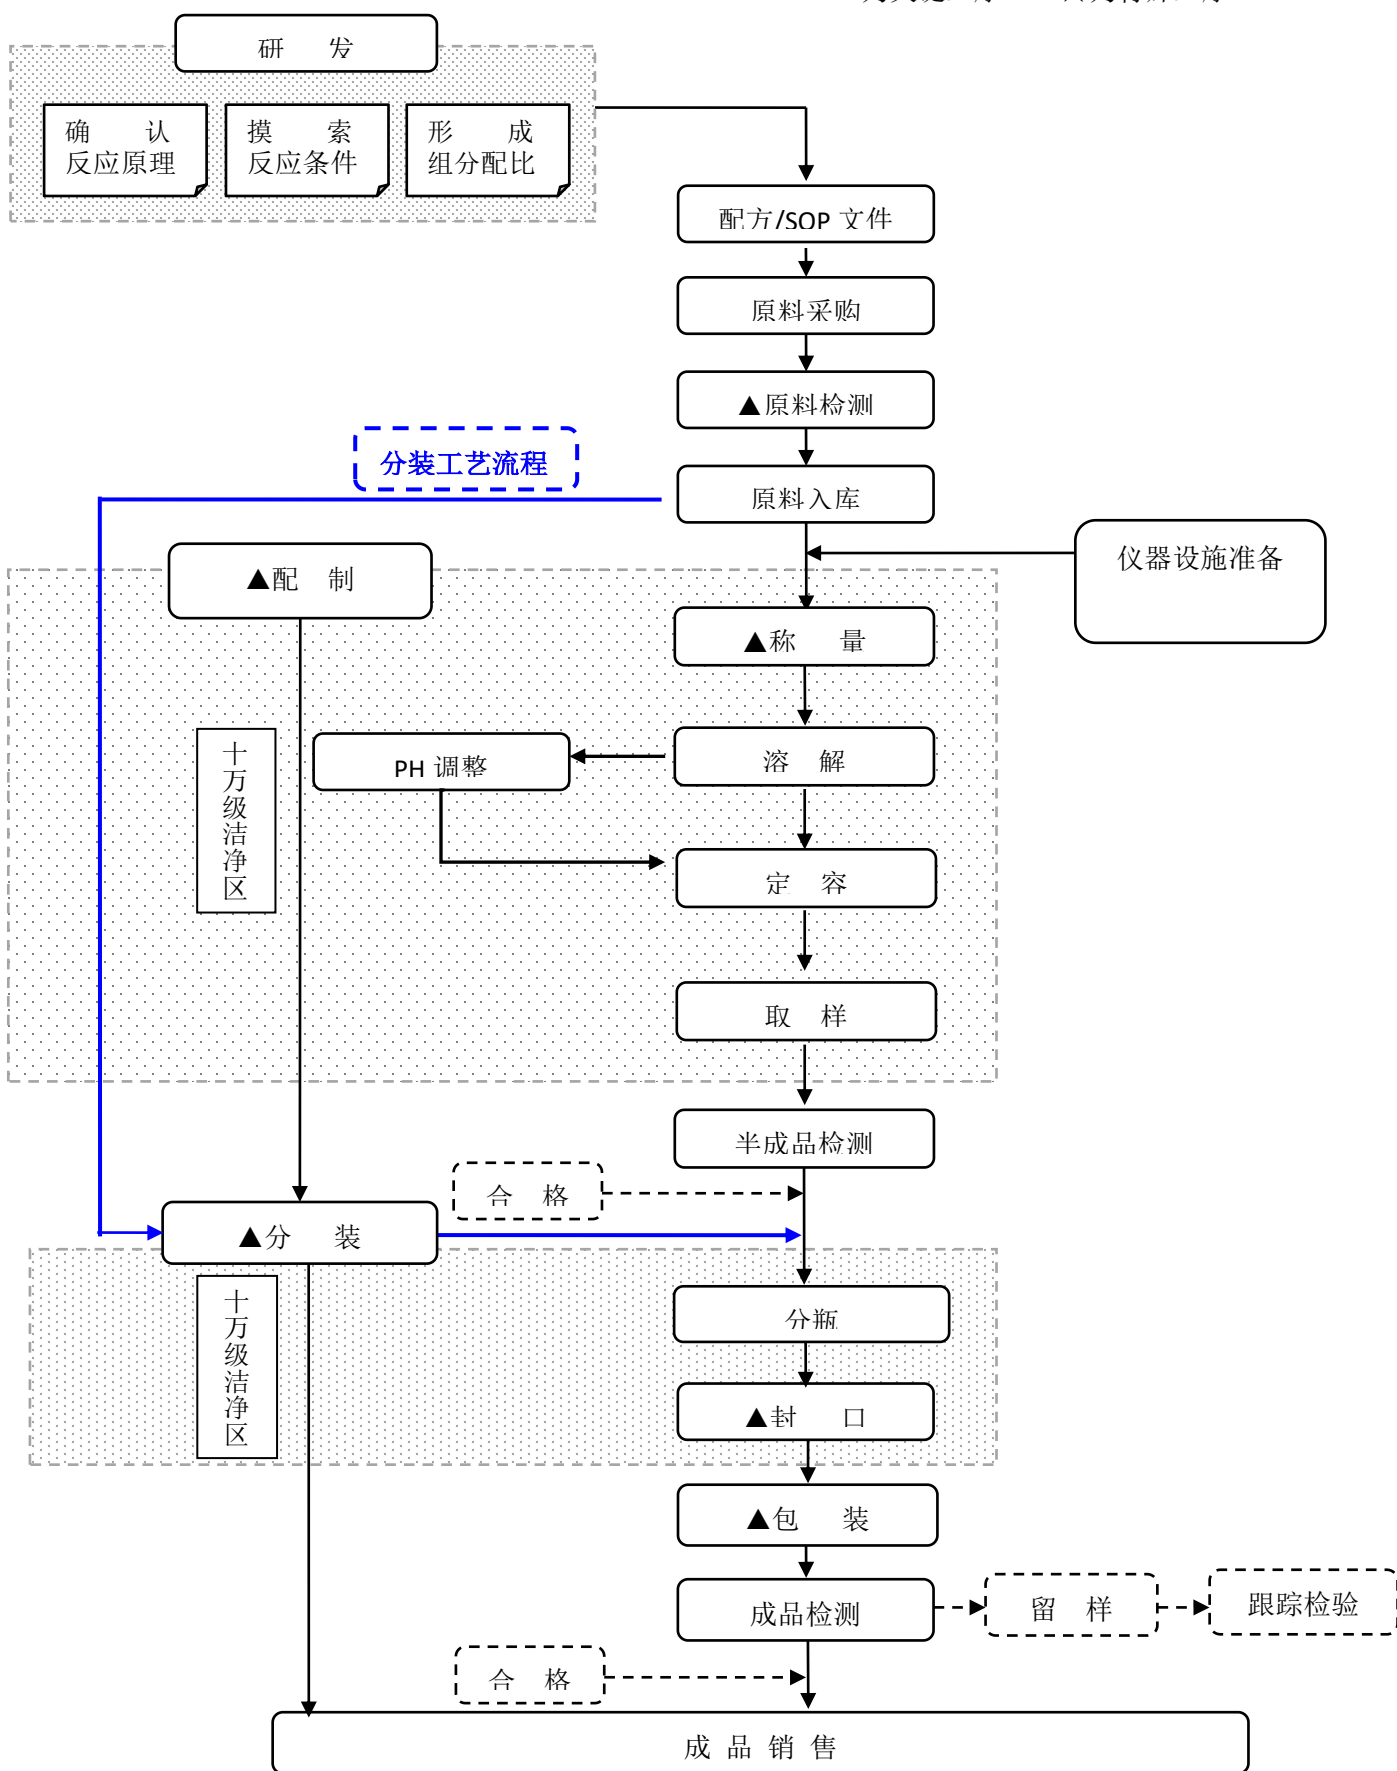 研 发
确 认
反应原理
摸 索
反应条件
形 成
组分配比
配方/SOP 文件
原料采购
▲原料检测
分装工艺流程
原料入库
仪器设施准备
▲配 制
▲称 量
十万级洁净区
PH 调整
溶 解
定 容
取 样
半成品检测
合 格
▲分 装
十万级洁净区
分瓶
▲封 口
▲包 装
成品检测
留 样
跟踪检验
合 格
成 品 销 售